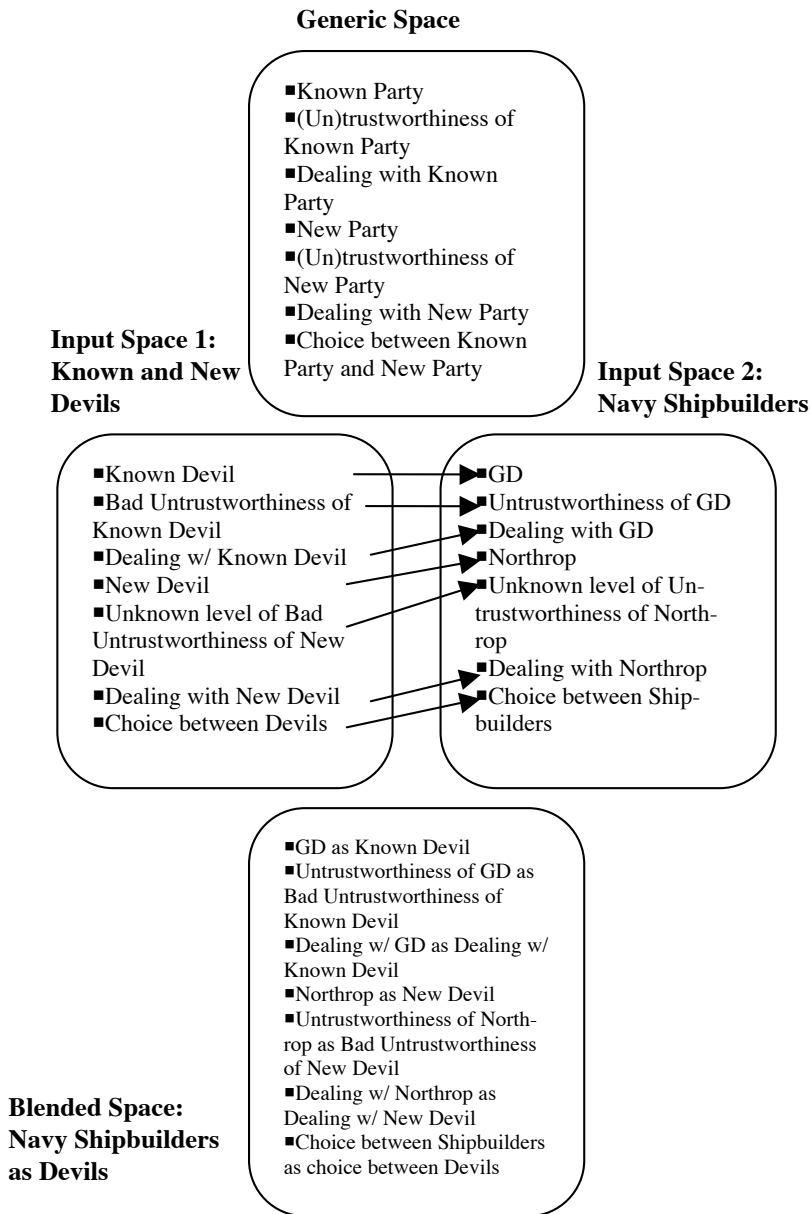 Generic Space
■Known Party
■(Un)trustworthiness of
Known Party
■Dealing with Known
Party
■New Party
■(Un)trustworthiness of
New Party
■Dealing with New Party
■Choice between Known
Party and New Party
Input Space 1:
Known and New
Devils
Input Space 2:
Navy Shipbuilders
■Known Devil
■Bad Untrustworthiness of
Known Devil
■Dealing w/ Known Devil
■New Devil
■Unknown level of Bad
Untrustworthiness of New
Devil
■Dealing with New Devil
■Choice between Devils
■GD
■Untrustworthiness of GD
■Dealing with GD
■Northrop
■Unknown level of Un-
trustworthiness of North-
rop
■Dealing with Northrop
■Choice between Ship-
builders
■GD as Known Devil
■Untrustworthiness of GD as
Bad Untrustworthiness of
Known Devil
■Dealing w/ GD as Dealing w/
Known Devil
■Northrop as New Devil
■Untrustworthiness of North-
rop as Bad Untrustworthiness
of New Devil
■Dealing w/ Northrop as
Dealing w/ New Devil
■Choice between Shipbuilders
as choice between Devils
Blended Space:
Navy Shipbuilders
as Devils